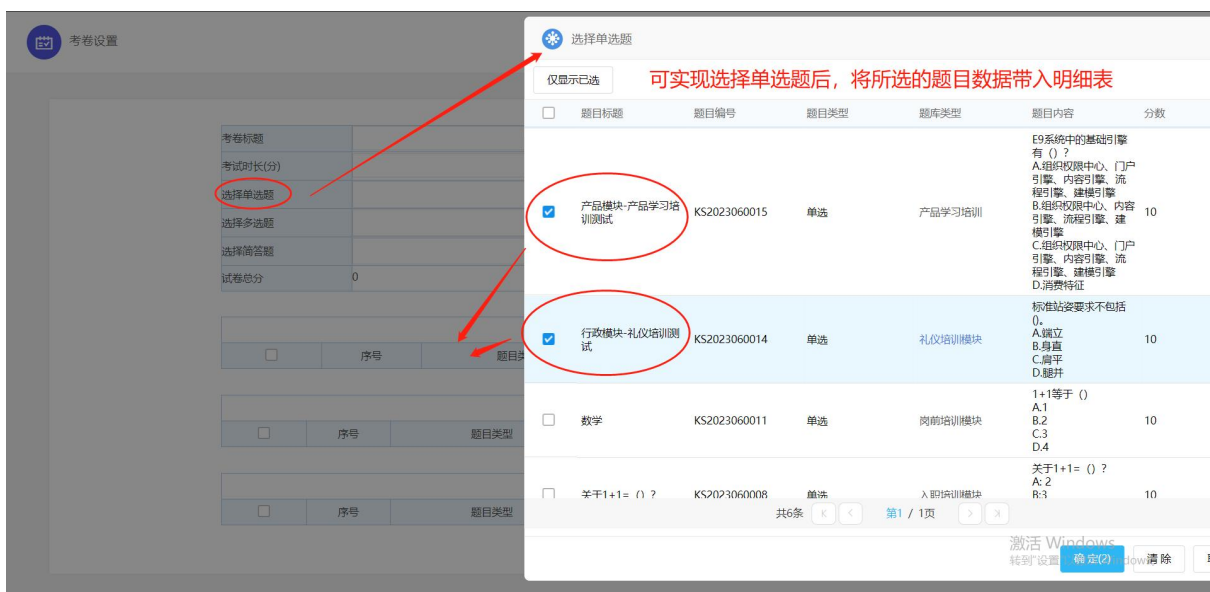 考卷设置
选择单选题
仅显示已选
可实现选择单选题后，将所选的题目数据带入明细表
题目标题 题目编号 题目类型 题库类型 题目内容 分数
考卷标题
考试时长(分)
选择单选题
选择多选题
选择简答题
试卷总分 0
序号
序号 题目类型
序号 题目类型
产品模块-产品学习培
训测试
KS2023060015
单选
产品学习培训
E9系统中的基础引擎
有（）?
A.组织权限中心、门户
引擎、内容引擎、流
程引擎、建模引擎
B.组织权限中心、内容
引擎、流程引擎、建
模引擎
C.组织权限中心、门户
引擎、内容引擎、流
程引擎、建模引擎
D.消费特征
10
行政模块-礼仪培训测
试
KS2023060014
单选
礼仪培训模块
标准站姿要求不包括
()。
A.端立
B.身直
C.肩平
D.腿并
10
数学
KS2023060011
单选
岗前培训模块
1+1等于（）
A.1
B.2
C.3
D.4
10
关于1+1=（）?
KS2023060008
单选
入职培训模块
关于1+1=（）?
A: 2
B:3
10
共6条 第1 / 1页
激活 Windows
确 定(2) 清 除